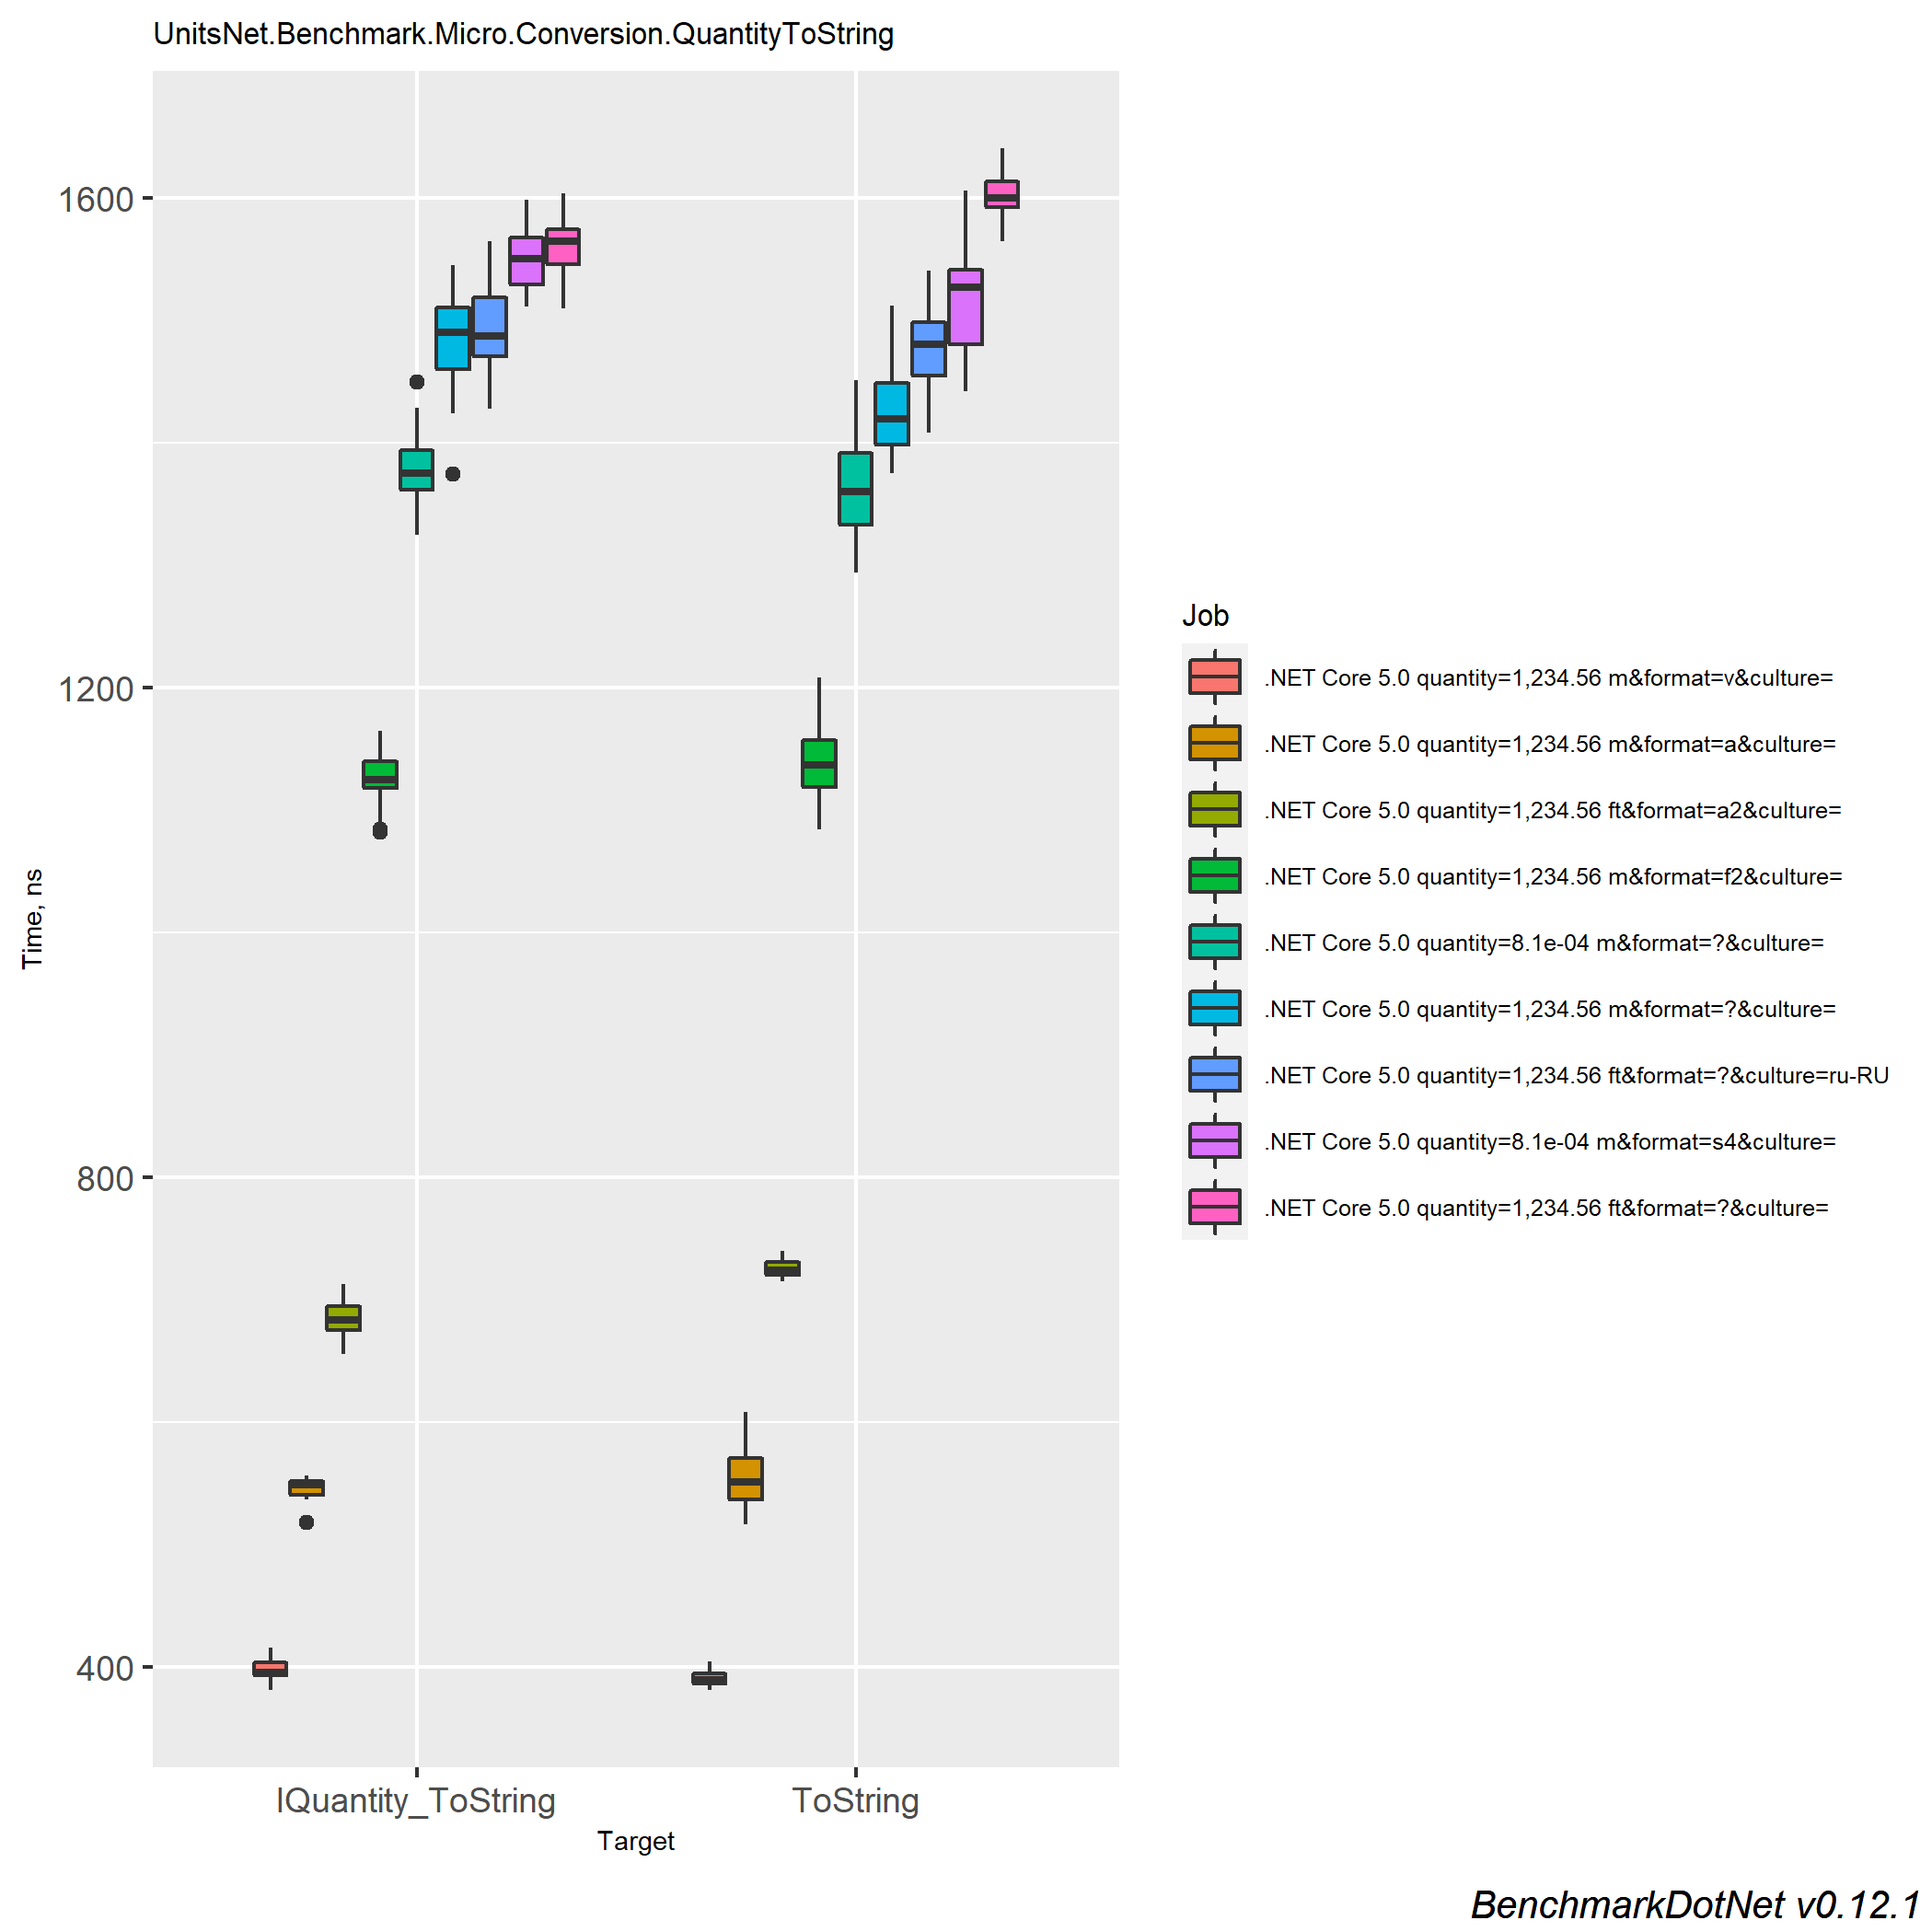 UnitsNet.Benchmark.Micro.Conversion.QuantityToString
1600
1200
800
400
Time, ns
IQuantity_ToString
ToString
Target
Job
.NET Core 5.0 quantity=1,234.56 m&format=v&culture=
.NET Core 5.0 quantity=1,234.56 m&format=a&culture=
.NET Core 5.0 quantity=1,234.56 ft&format=a2&culture=
.NET Core 5.0 quantity=1,234.56 m&format=f2&culture=
.NET Core 5.0 quantity=8.1e-04 m&format=?&culture=
.NET Core 5.0 quantity=1,234.56 m&format=?&culture=
.NET Core 5.0 quantity=1,234.56 ft&format=?&culture=ru-RU
.NET Core 5.0 quantity=8.1e-04 m&format=s4&culture=
.NET Core 5.0 quantity=1,234.56 ft&format=?&culture=
BenchmarkDotNet v0.12.1